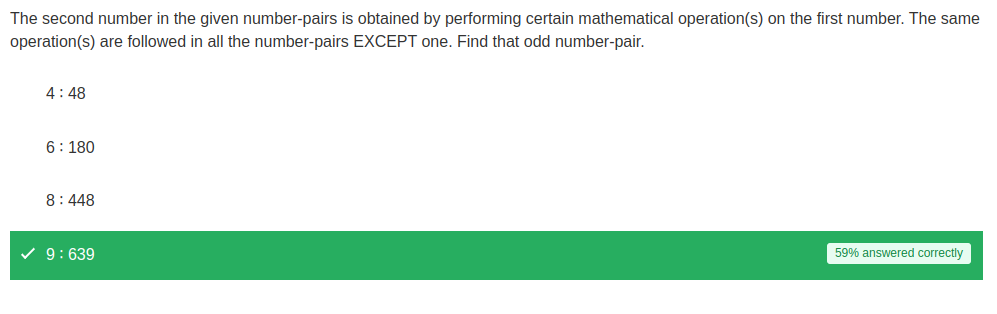 The second number in the given number-pairs is obtained by performing certain mathematical operation(s) on the first number. The same
operation(s) are followed in all the number-pairs EXCEPT one. Find that odd number-pair.
4 : 48
6 : 180
8 : 448
9 : 639
59% answered correctly